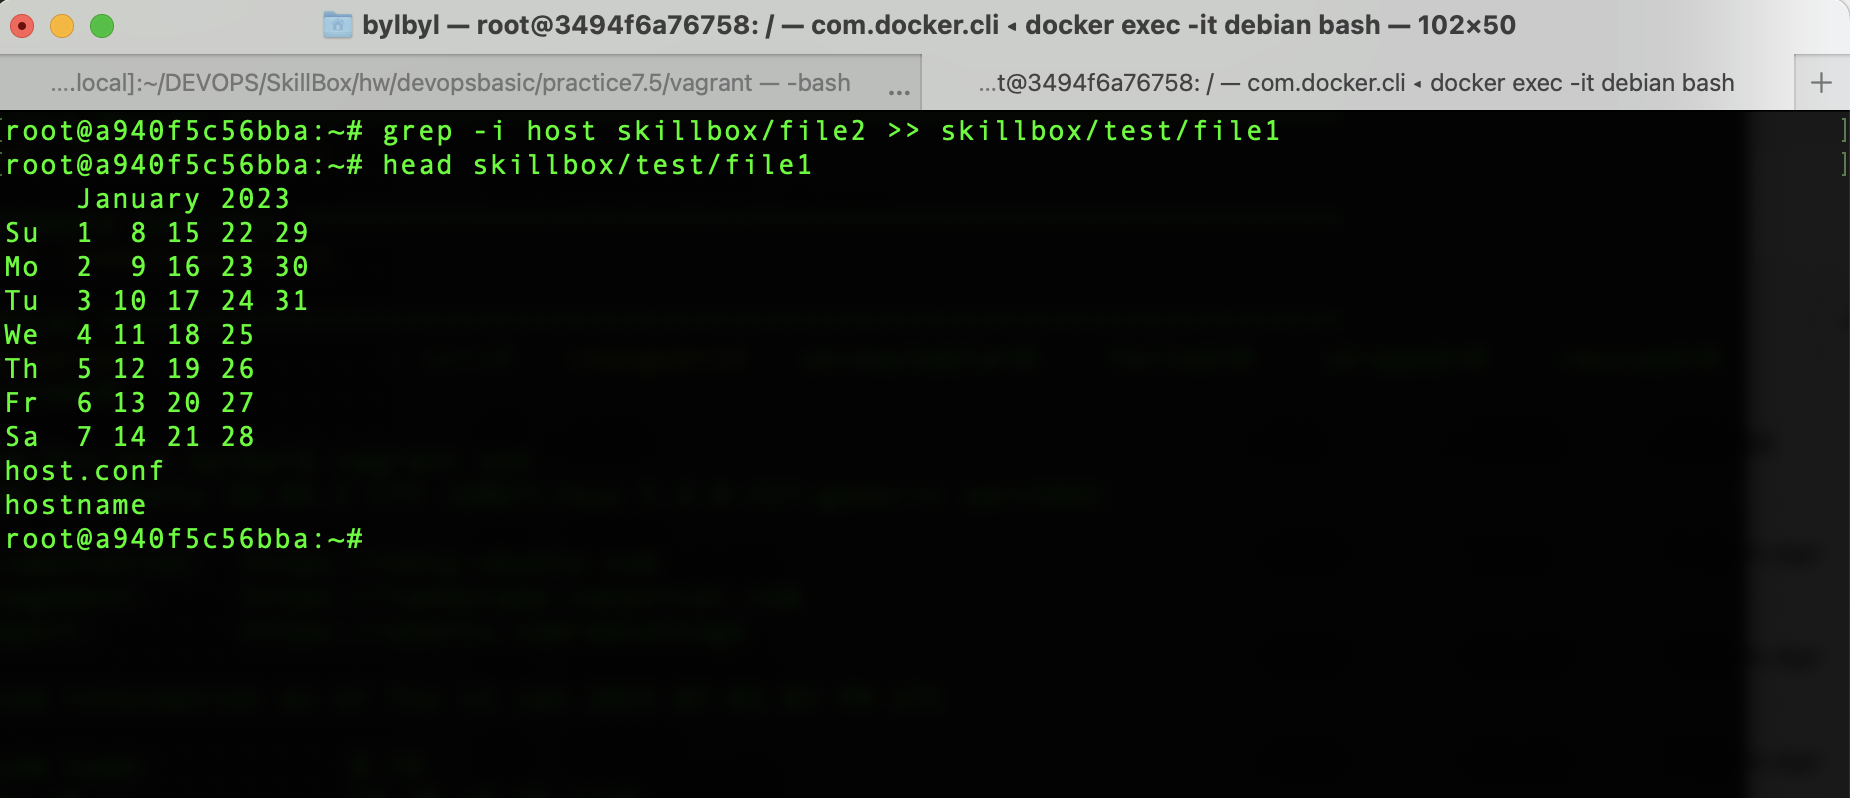 bylbyl — root@3494f6a76758: / — com.docker.cli ◂ docker exec -it debian bash — 102×50
....local]:~/DEVOPS/SkillBox/hw/devopsbasic/practice7.5/vagrant — -bash ...
...t@3494f6a76758: / — com.docker.cli ◂ docker exec -it debian bash +
[root@a940f5c56bba:~# grep -i host skillbox/file2 >> skillbox/test/file1 ]
[root@a940f5c56bba:~# head skillbox/test/file1 ]
    January 2023
Su  1  8 15 22 29
Mo  2  9 16 23 30
Tu  3 10 17 24 31
We  4 11 18 25
Th  5 12 19 26
Fr  6 13 20 27
Sa  7 14 21 28
host.conf
hostname
root@a940f5c56bba:~#